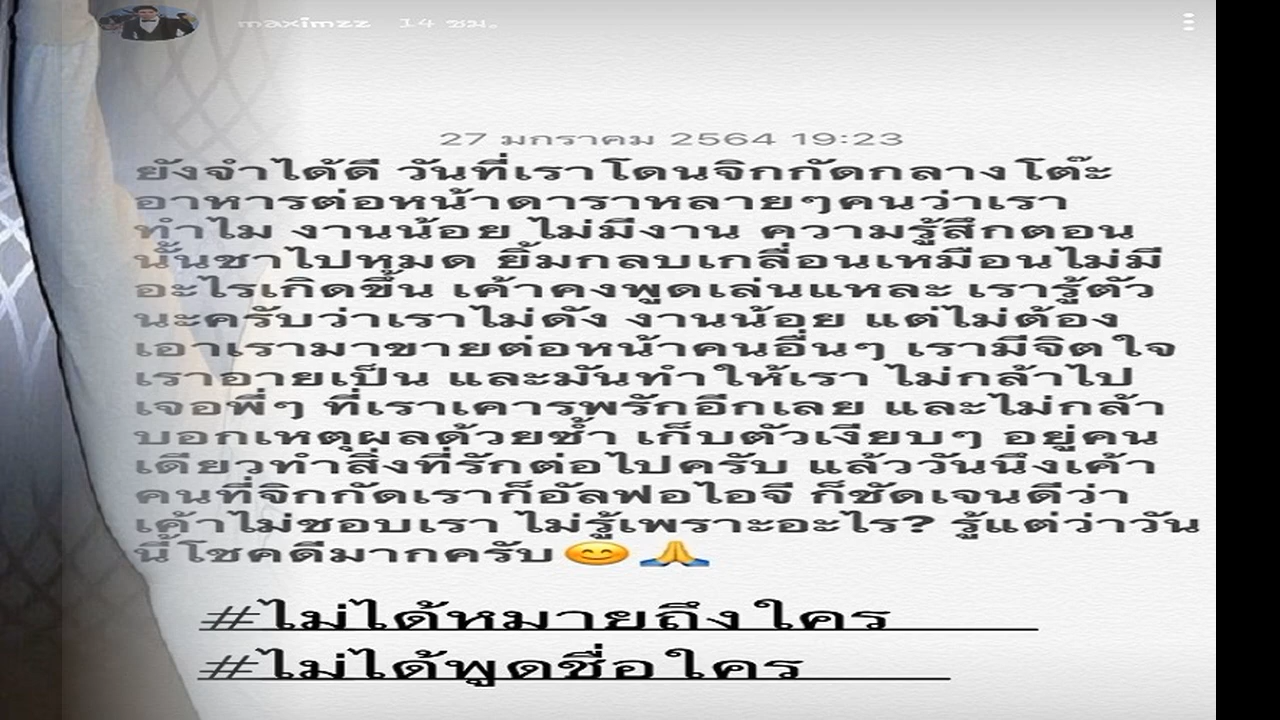 maximzz 14 ชม.
27 มกราคม 2564 19:23
ยังจำได้ดี วันที่เราโดนจิกกัดกลางโต๊ะ
อาหารต่อหน้าดาราหลายๆคนว่าเรา
ทำไม งานน้อย ไม่มีงาน ความรู้สึกตอน
นั้นชาไปหมด ยิ้มกลบเกลื่อนเหมือนไม่มี
อะไรเกิดขึ้น เค้าคงพูดเล่นแหละ เรารู้ตัว
นะครับว่าเราไม่ดัง งานน้อย แต่ไม่ต้อง
เอาเรามาขายต่อหน้าคนอื่นๆ เรามีจิตใจ
เราอายเป็น และมันทำให้เรา ไม่กล้าไป
เจอพี่ๆ ที่เราเคารพรักอีกเลย และไม่กล้า
บอกเหตุผลด้วยซ้ำ เก็บตัวเงียบๆ อยู่คน
เดียวทำสิ่งที่รักต่อไปครับ แล้ววันนึงเค้า
คนที่จิกกัดเราก็อัลฟอไอจี ก็ชัดเจนดีว่า
เค้าไม่ชอบเรา ไม่รู้เพราะอะไร? รู้แต่ว่าวัน
นี้โชคดีมากครับ😊🙏
#ไม่ได้หมายถึงใคร
#ไม่ได้พูดชื่อใคร